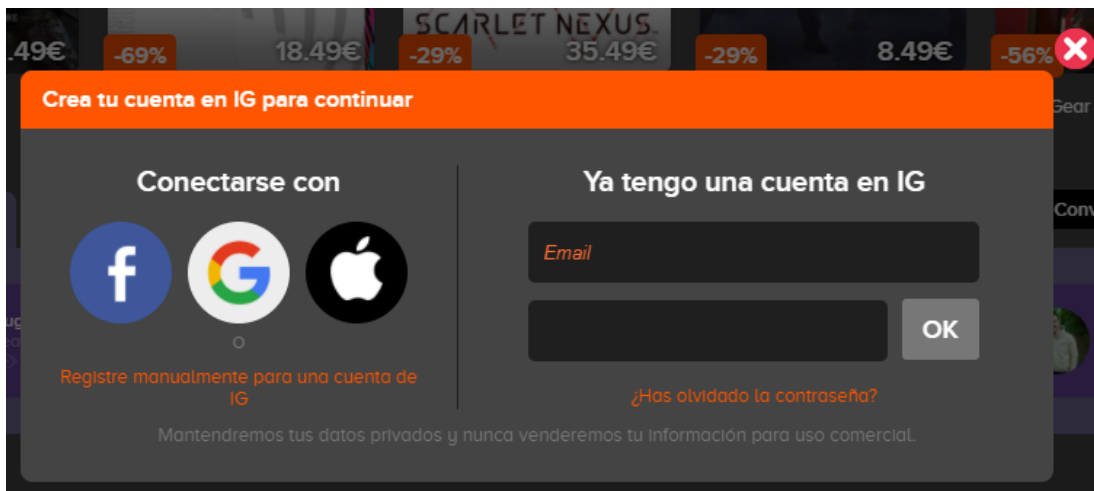 SCARLET NEXUS
.49€ -69% 18.49€ -29% 35.49€ -29% 8.49€ -56%
Crea tu cuenta en IG para continuar
Gear
Conectarse con
Ya tengo una cuenta en IG
Email
OK
o
Registre manualmente para una cuenta de
IG
¿Has olvidado la contraseña?
Mantendremos tus datos privados y nunca venderemos tu información para uso comercial.